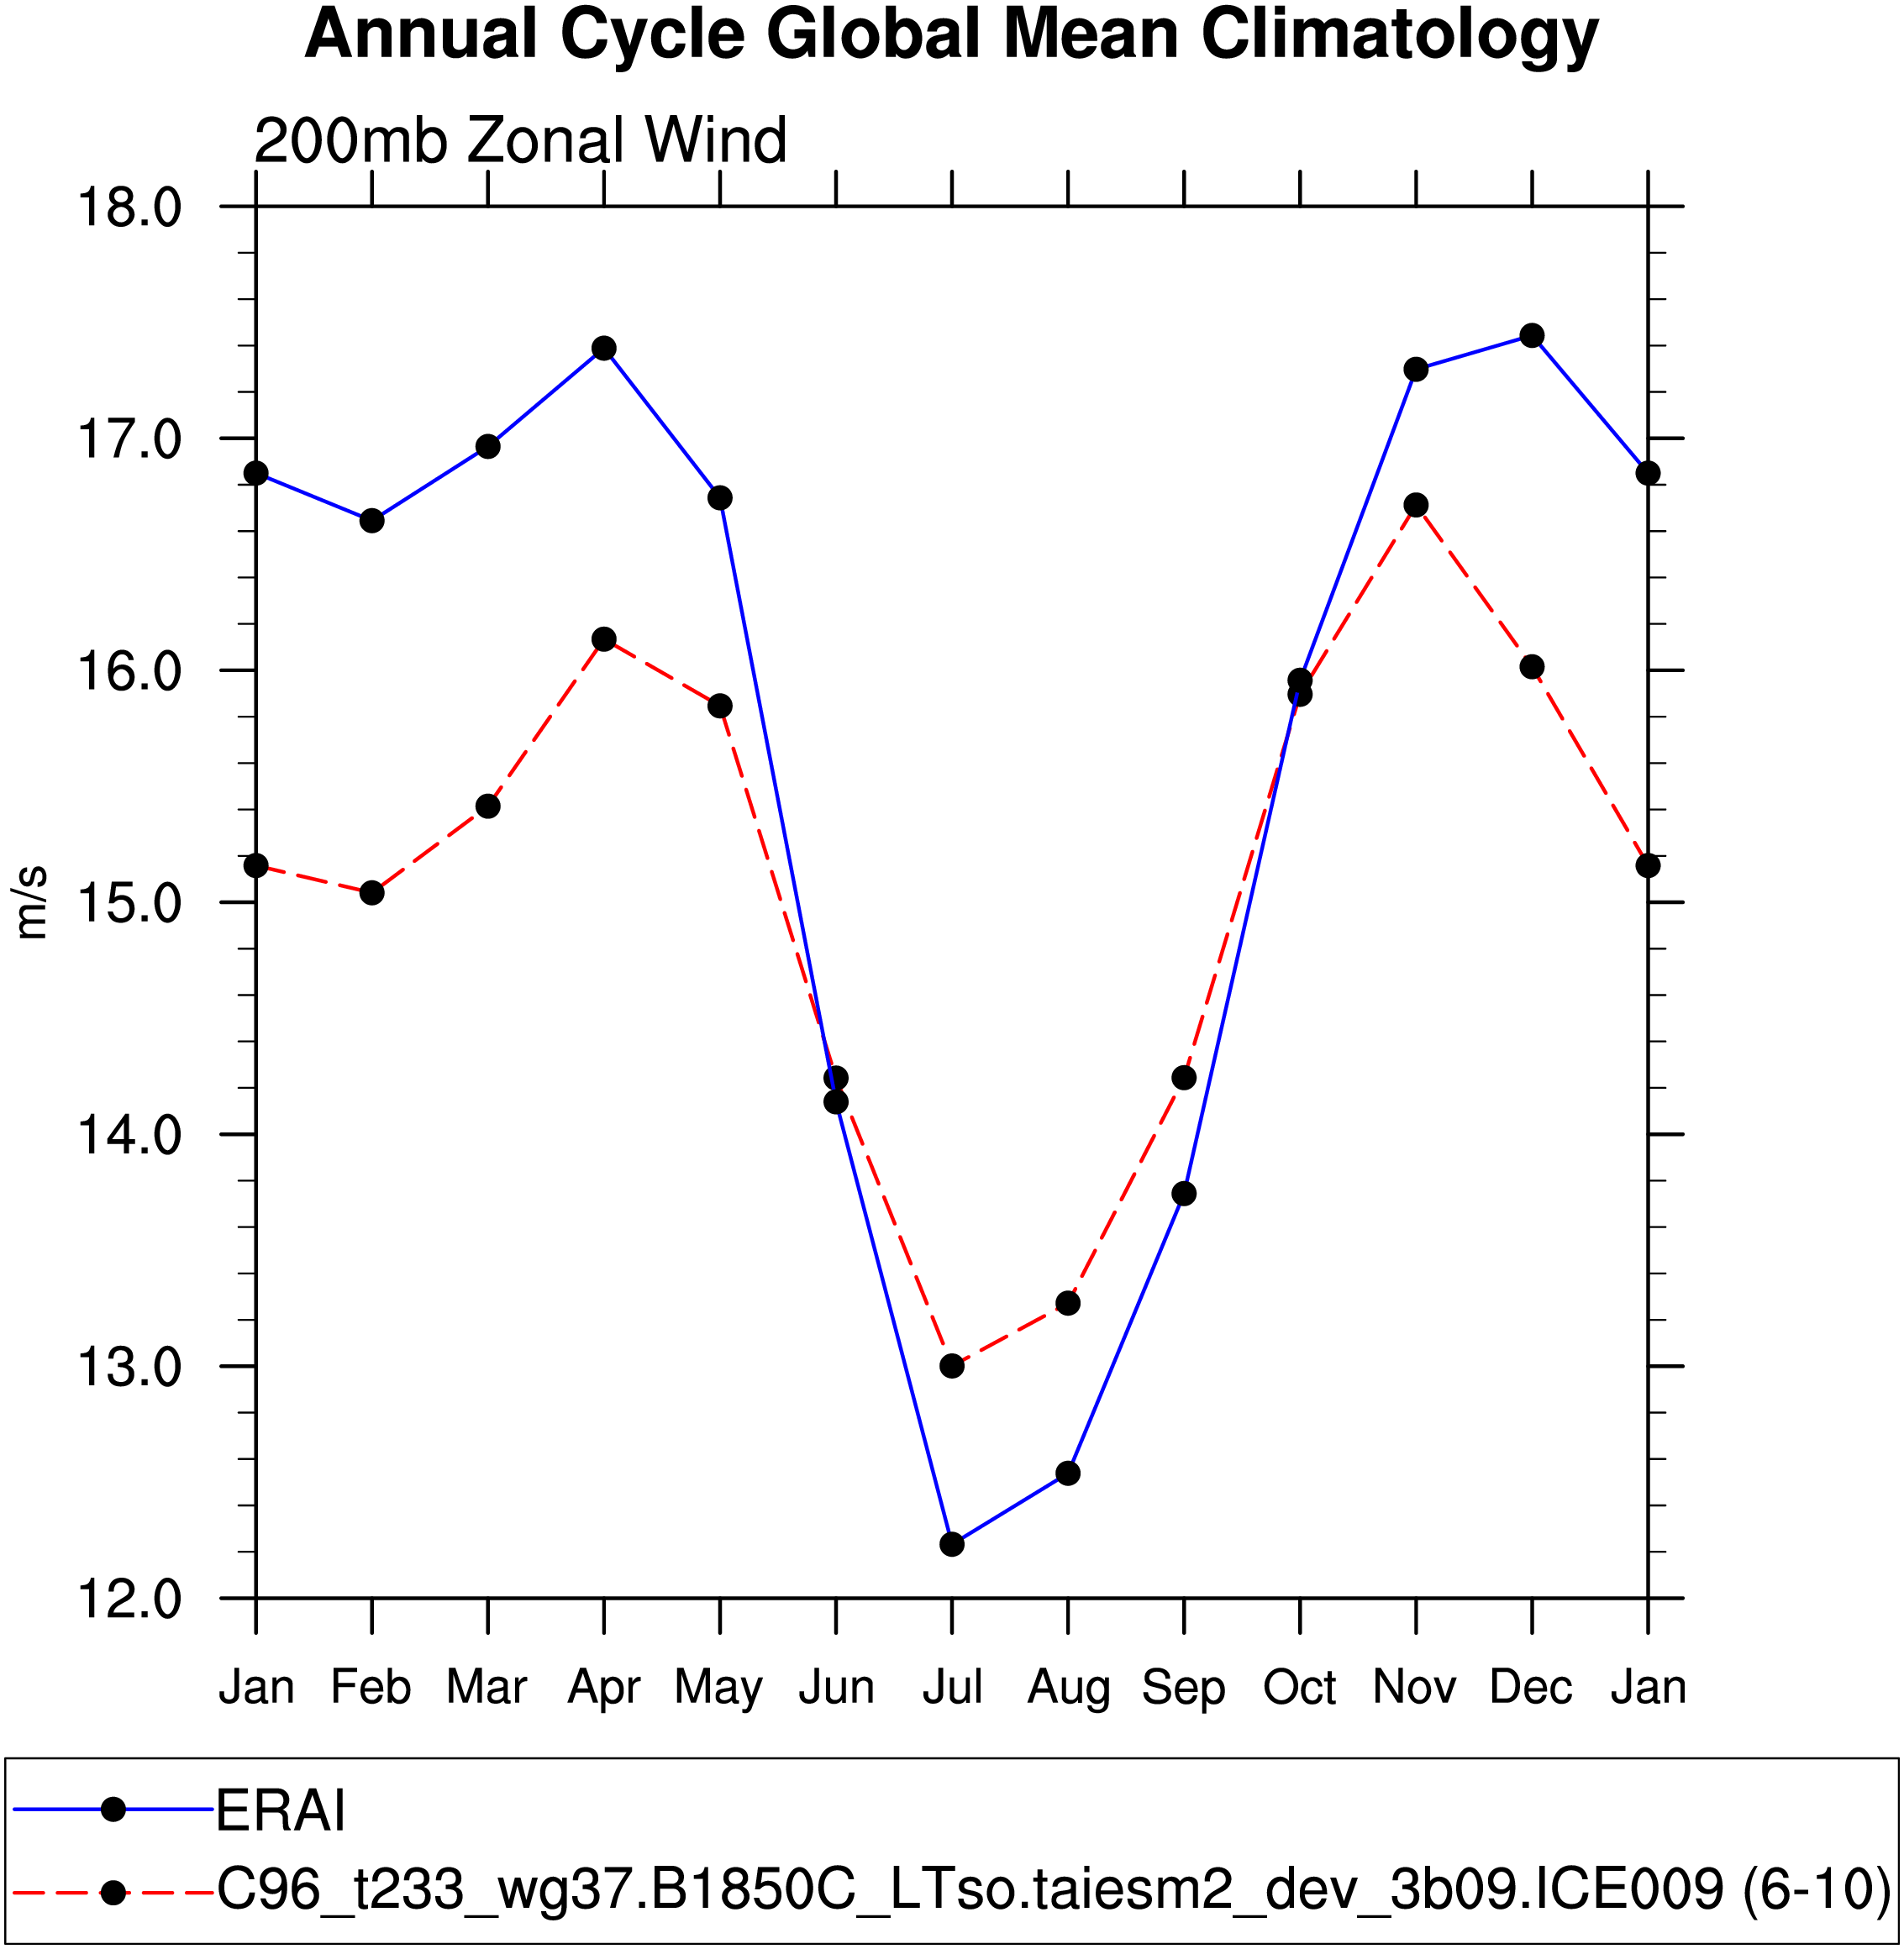 Annual Cycle Global Mean Climatology
200mb Zonal Wind
18.0
17.0
16.0
15.0
14.0
13.0
12.0
m/s
Jan Feb Mar Apr May Jun Jul Aug Sep Oct Nov Dec Jan
ERAI
C96_t233_wg37.B1850C_LTso.taiesm2_dev_3b09.ICE009 (6-10)